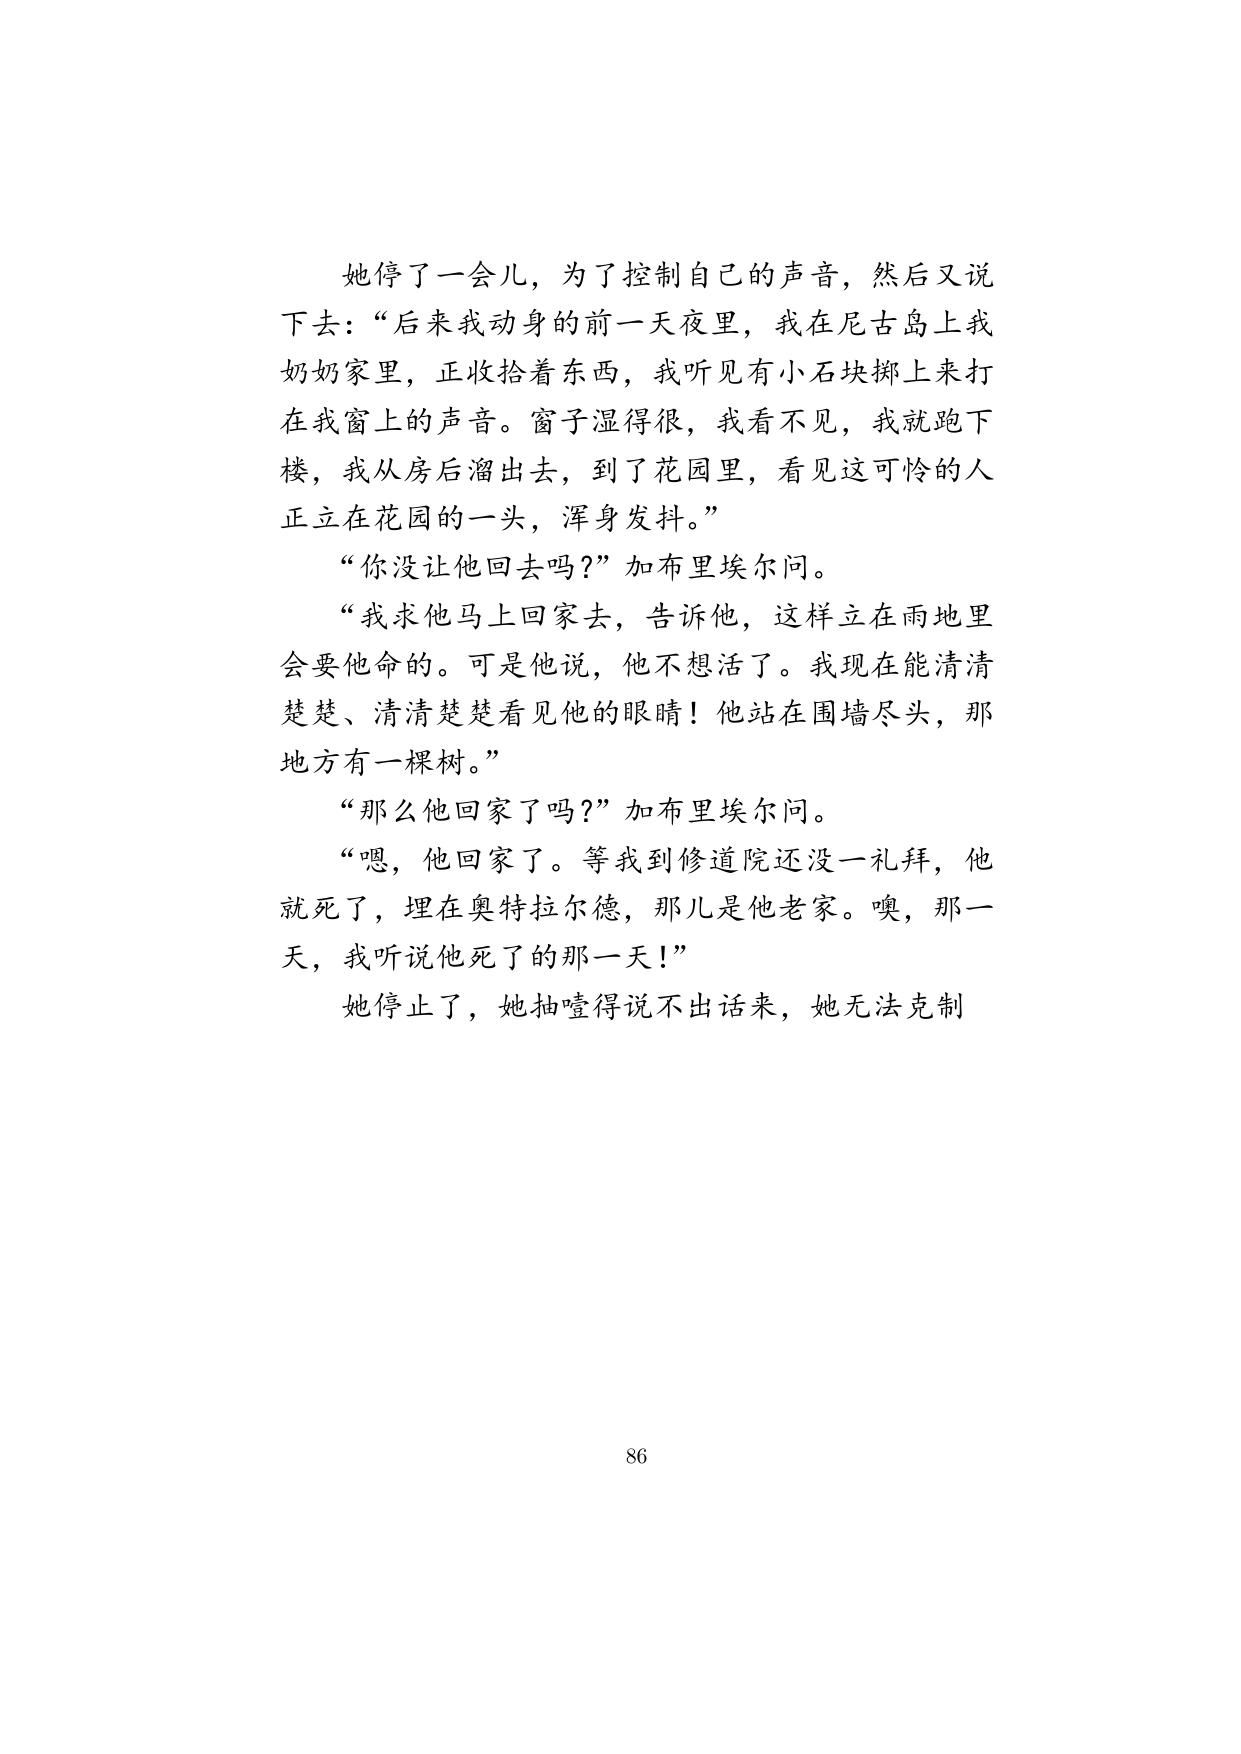 她停了一会儿，为了控制自己的声音，然后又说
下去：“后来我动身的前一天夜里，我在尼古岛上我
奶奶家里，正收拾着东西，我听见有小石块掷上来打
在我窗上的声音。窗子湿得很，我看不见，我就跑下
楼，我从房后溜出去，到了花园里，看见这可怜的人
正立在花园的一头，浑身发抖。”
“你没让他回去吗？”加布里埃尔问。
“我求他马上回家去，告诉他，这样立在雨地里
会要他命的。可是他说，他不想活了。我现在能清清
楚楚、清清楚楚看见他的眼睛！他站在围墙尽头，那
地方有一棵树。”
“那么他回家了吗？”加布里埃尔问。
“嗯，他回家了。等我到修道院还没一礼拜，他
就死了，埋在奥特拉尔德，那儿是他老家。噢，那一
天，我听说他死了的那一天！”
她停止了，她抽噎得说不出话来，她无法克制
86